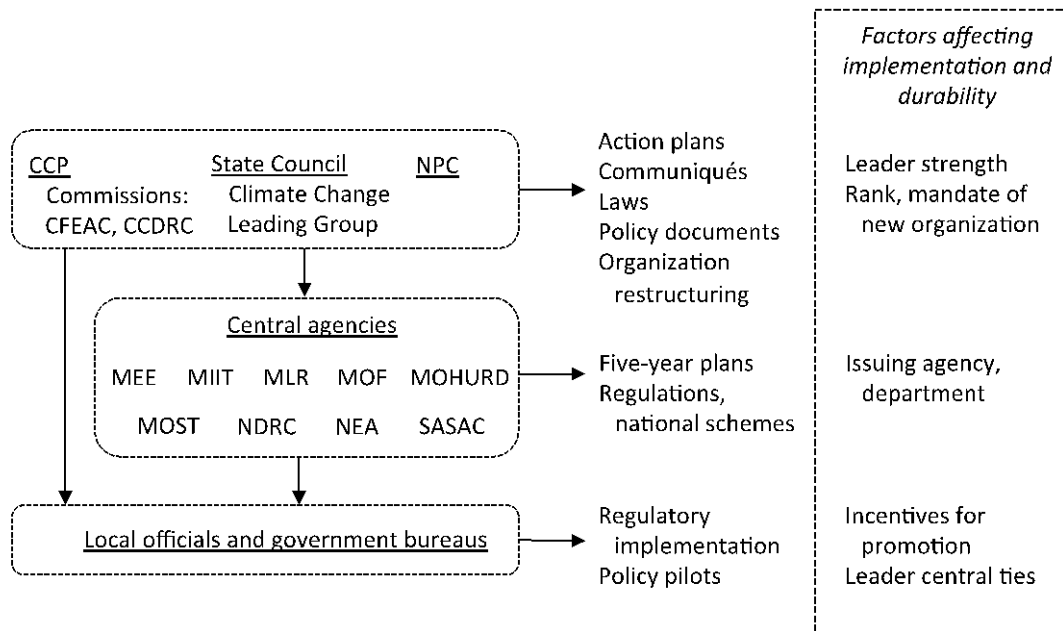 Factors affecting
implementation and
durability
CCP
State Council
NPC
Commissions:
CFEAC, CCDRC
Climate Change
Leading Group
Action plans
Communiqués
Laws
Policy documents
Organization
restructuring
Leader strength
Rank, mandate of
new organization
Central agencies
MEE MIIT MLR MOF MOHURD
MOST NDRC NEA SASAC
Five-year plans
Regulations,
national schemes
Issuing agency,
department
Local officials and government bureaus
Regulatory
implementation
Policy pilots
Incentives for
promotion
Leader central ties